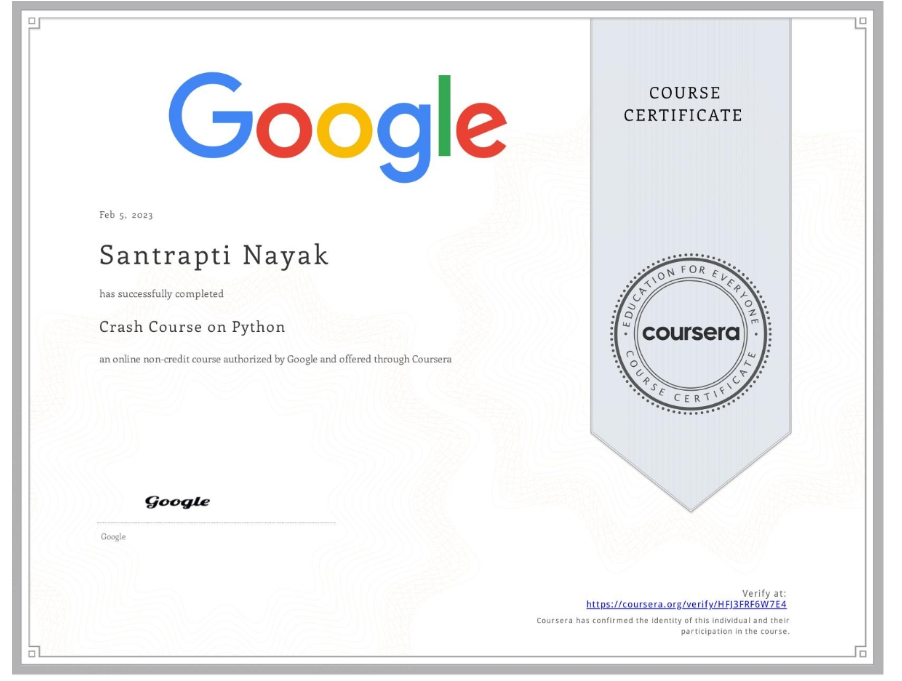 Google
COURSE
CERTIFICATE
Feb 5, 2023
Santrapti Nayak
has successfully completed
Crash Course on Python
an online non-credit course authorized by Google and offered through Coursera
EDUCATION FOR EVERYONE
coursera
COURSE CERTIFICATE
Google
Google
Verify at:
https://coursera.org/verify/HFJ3FRF6W7E4
Coursera has confirmed the identity of this individual and their
participation in the course.